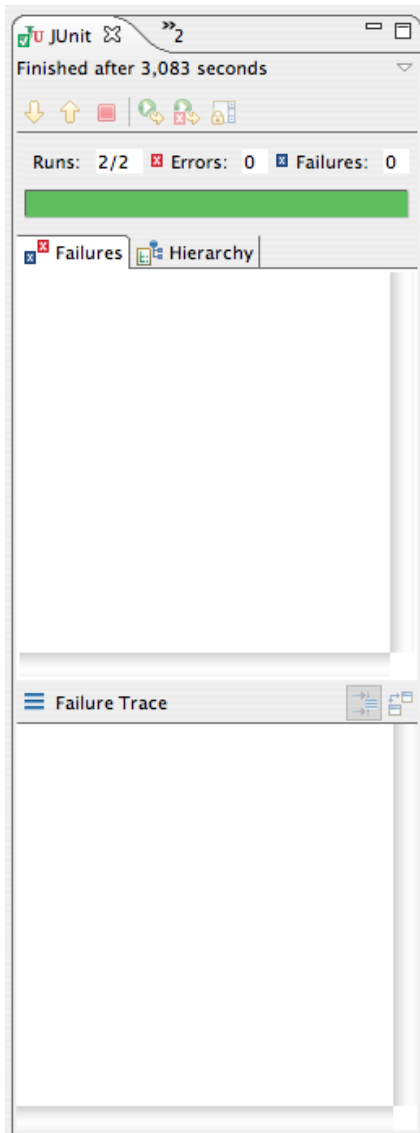 JUnit
»2
Finished after 3,083 seconds
Runs: 2/2 Errors: 0 Failures: 0
Failures Hierarchy
Failure Trace